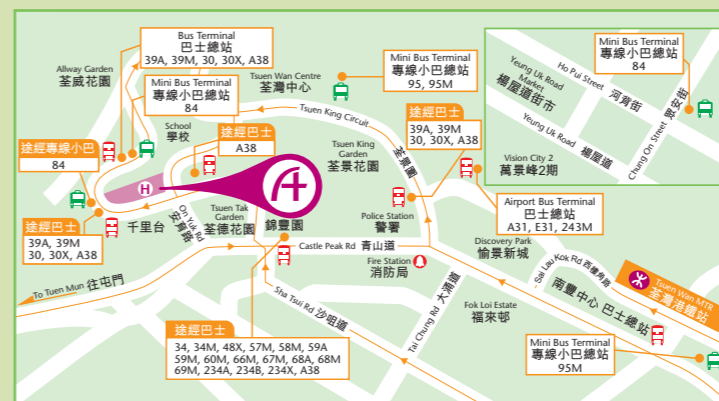 Bus Terminal
巴士總站
39A, 39M, 30, 30X, A38
Allway Garden
荃威花園
Mini Bus Terminal
專線小巴總站
84
Tsuen Wan Centre
荃灣中心
Mini Bus Terminal
專線小巴總站
95, 95M
Yeung Uk Road
Market
楊屋道街市
Ho Pui Street
河背街
Mini Bus Terminal
專線小巴總站
84
Yeung Uk Road
楊屋道
Chung On Street
眾安街
School
學校
Tsuen King Circuit
荃景圍
途經專線小巴
84
途經巴士
A38
Tsuen King
Garden
荃景花園
途經巴士
39A, 39M
30, 30X, A38
Vision City 2
萬景峰2期
H
途經巴士
39A, 39M
30, 30X, A38
千里台
On Yuk Rd
安育路
Tsuen Tak
Garden
荃德花園
錦豐園
Police Station
警署
Airport Bus Terminal
巴士總站
A31, E31, 243M
Castle Peak Rd 青山道
Discovery Park
愉景新城
Fire Station
消防局
Sai Lau Kok Rd 西樓角路
Tsuen Wan MTR
荃灣港鐵站
To Tuen Mun 往屯門
Sha Tsui Rd 沙咀道
Tai Chung Rd 大涌道
Fok Loi Estate
福來邨
南豐中心 巴士總站
途經巴士
34, 34M, 48X, 57M, 58M, 59A
59M, 60M, 66M, 67M, 68A, 68M
69M, 234A, 234B, 234X, A38
Mini Bus Terminal
專線小巴總站
95M